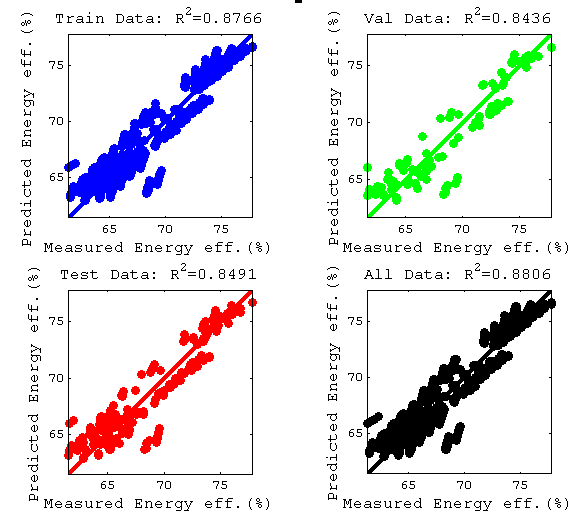 Train Data: R²=0.8766
Predicted Energy eff.(%)
75
70
65
65
70
75
Measured Energy eff.(%)
Val Data: R²=0.8436
Predicted Energy eff.(%)
75
70
65
65
70
75
Measured Energy eff.(%)
Test Data: R²=0.8491
Predicted Energy eff.(%)
75
70
65
65
70
75
Measured Energy eff.(%)
All Data: R²=0.8806
Predicted Energy eff.(%)
75
70
65
65
70
75
Measured Energy eff.(%)